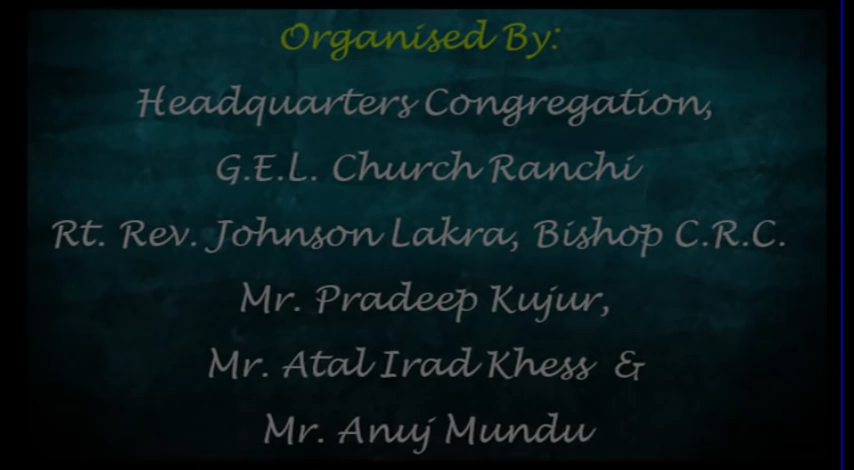 Organised By:
Headquarters Congregation,
G.E.L. Church Ranchi
Rt. Rev. Johnson Lakra, Bishop C.R.C.
Mr. Pradeep Kujur,
Mr. Atal Irad Khess &
Mr. Anuj Mundu